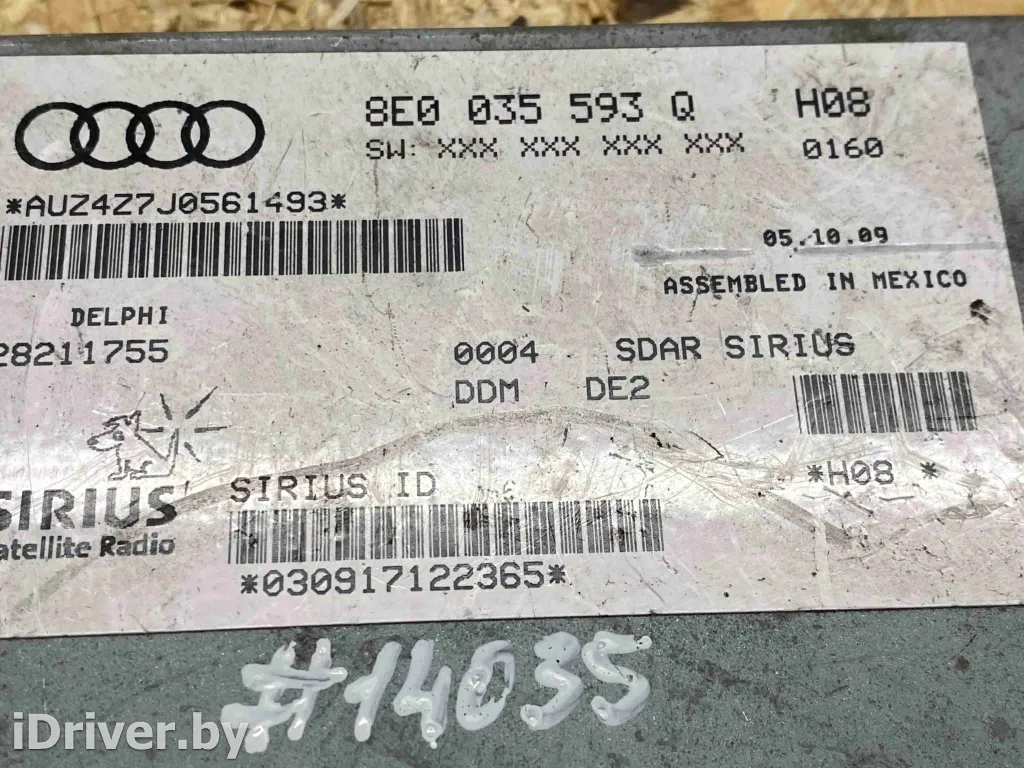 8E0 035 593 Q H08
SW: XXX XXX XXX XXX 0160
*AUZ4Z7J0561493*
05.10.09
ASSEMBLED IN MEXICO
DELPHI
28211755 0004 SDAR SIRIUS
DDM DE2
*H08 *
SIRIUS
Satellite Radio
SIRIUS ID
*030917122365*
#14035
iDriver.by